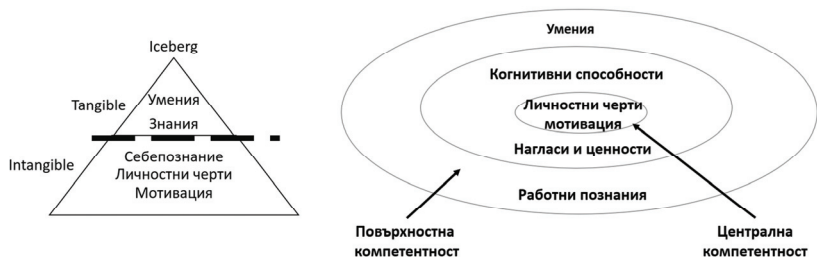 Iceberg
Tangible
Умения
Знания
Intangible
Себепознание
Личностни черти
Мотивация
Умения
Когнитивни способности
Личностни черти
мотивация
Нагласи и ценности
Работни познания
Повърхностна
компетентност
Централна
компетентност